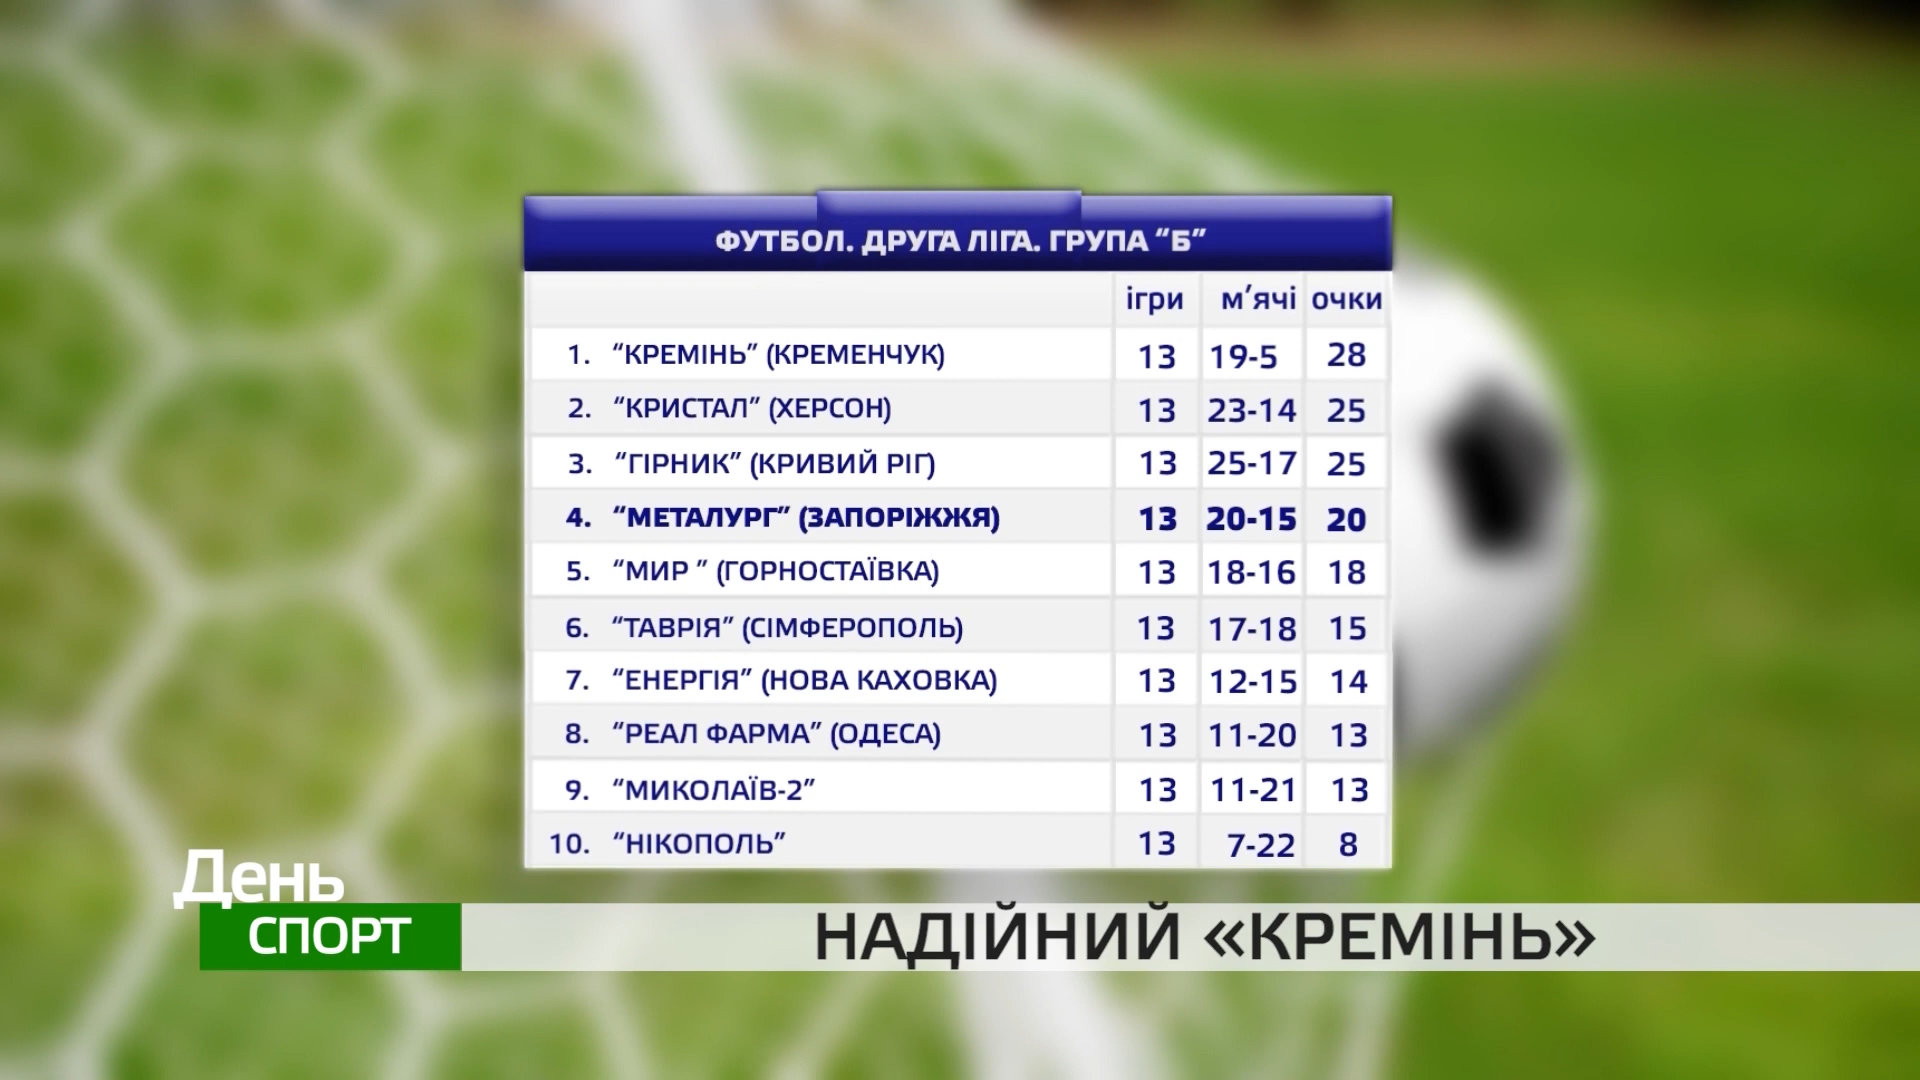 ФУТБОЛ. ДРУГА ЛІГА. ГРУПА “Б”
ігри м’ячі очки
1. “КРЕМІНЬ” (КРЕМЕНЧУК) 13 19-5 28
2. “КРИСТАЛ” (ХЕРСОН) 13 23-14 25
3. “ГІРНИК” (КРИВИЙ РІГ) 13 25-17 25
4. “МЕТАЛУРГ” (ЗАПОРІЖЖЯ) 13 20-15 20
5. “МИР ” (ГОРНОСТАЇВКА) 13 18-16 18
6. “ТАВРІЯ” (СІМФЕРОПОЛЬ) 13 17-18 15
7. “ЕНЕРГІЯ” (НОВА КАХОВКА) 13 12-15 14
8. “РЕАЛ ФАРМА” (ОДЕСА) 13 11-20 13
9. “МИКОЛАЇВ-2” 13 11-21 13
10. “НІКОПОЛЬ” 13 7-22 8
День
СПОРТ
НАДІЙНИЙ «КРЕМІНЬ»